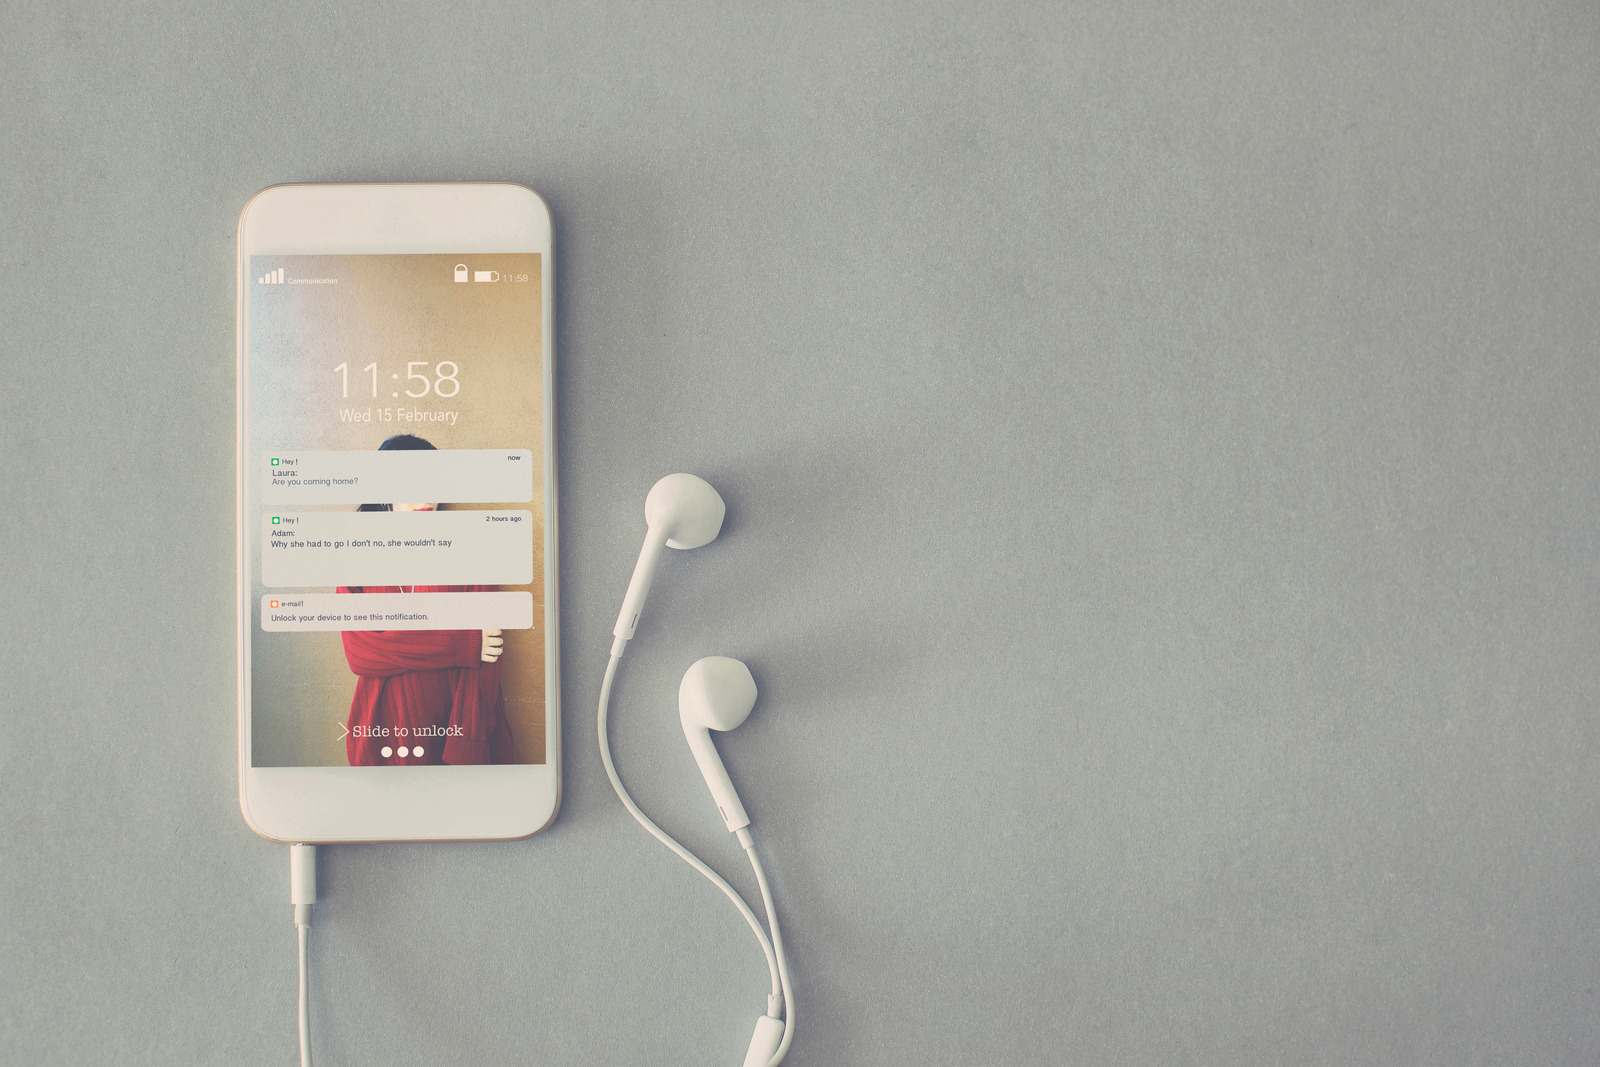 Communication 11:58
11:58
Wed 15 February
Hey! now
Laura:
Are you coming home?
Hey! 2 hours ago
Adam:
Why she had to go I don't no, she wouldn't say
e-mail!
Unlock your device to see this notification.
Slide to unlock